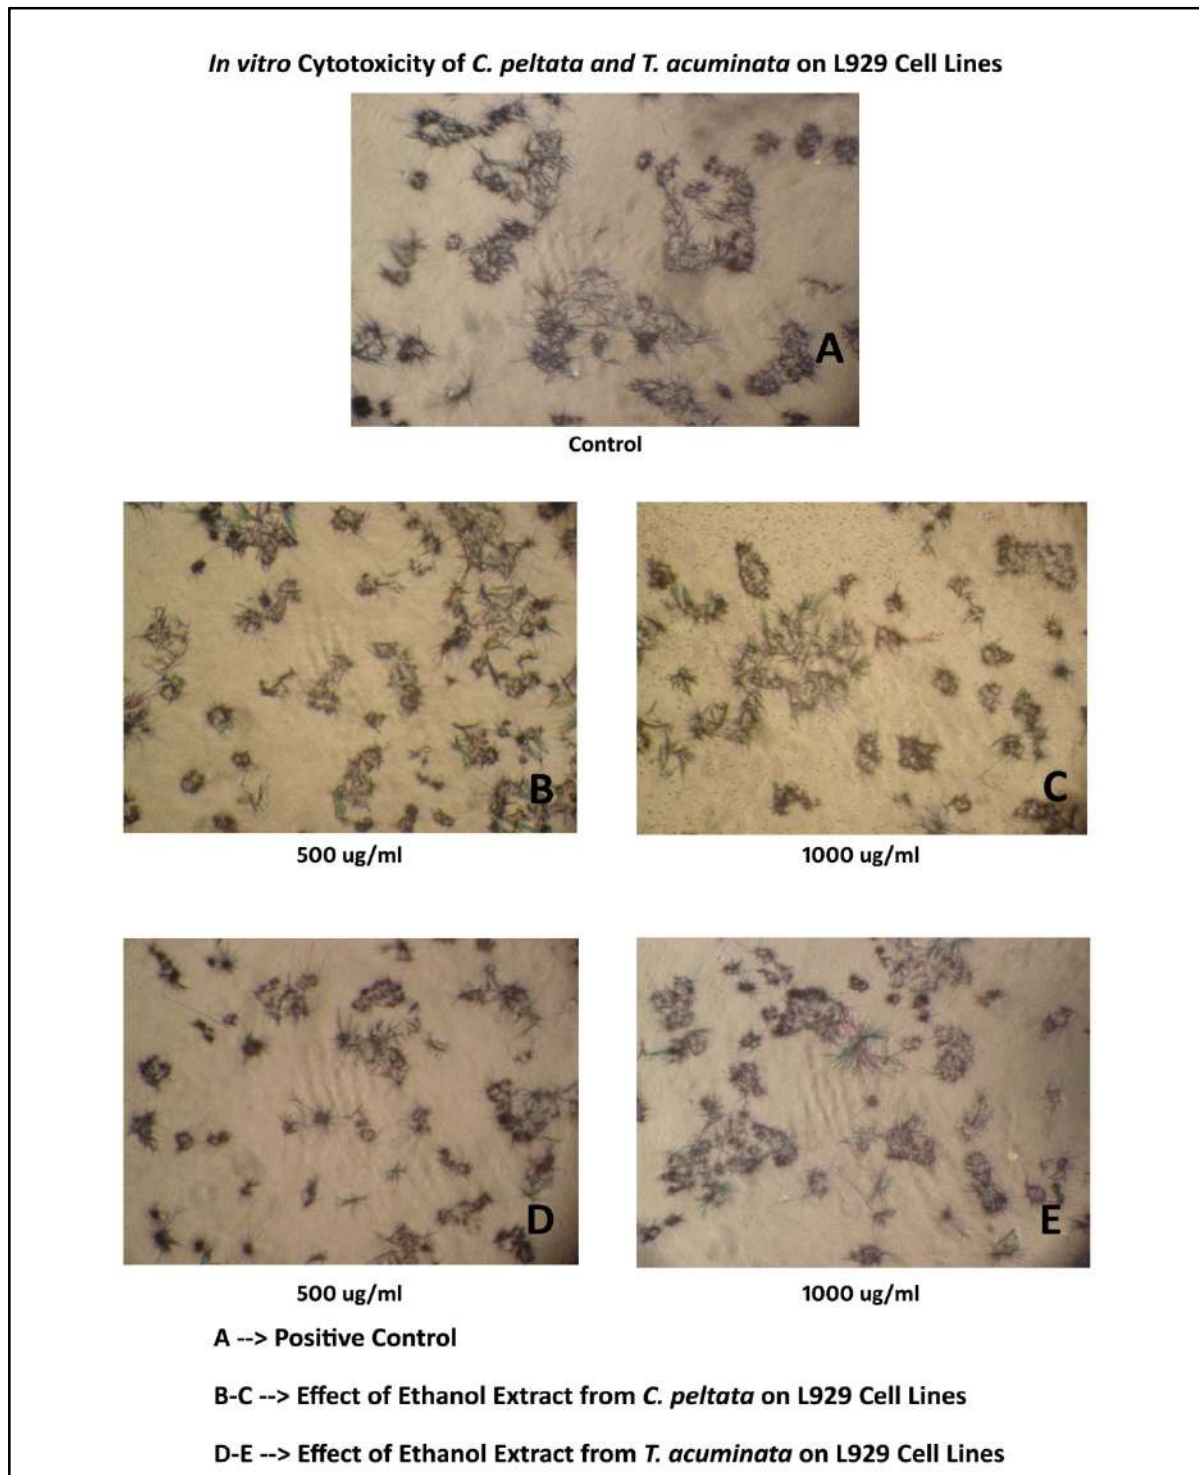 In vitro Cytotoxicity of C. peltata and T. acuminata on L929 Cell Lines
A
Control
B
C
500 ug/ml
1000 ug/ml
D
E
500 ug/ml
1000 ug/ml
A --> Positive Control
B-C --> Effect of Ethanol Extract from C. peltata on L929 Cell Lines
D-E --> Effect of Ethanol Extract from T. acuminata on L929 Cell Lines